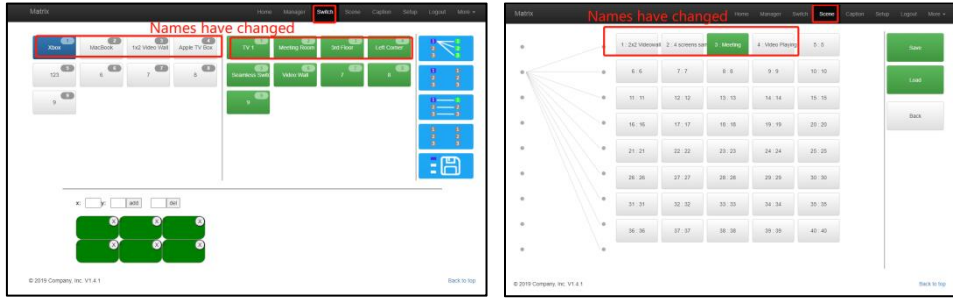 Matrix
Home Manager Switch Scene Caption Setup Logout More
Names have changed
Xbox 1 MacBook 2 1x2 Video Wall 3 Apple TV Box 4
TV 1 Meeting Room 3rd Floor Left Corner
123 6 7 8
Seamless Swit Video Wall 7 8
9
9
x: y: add del
X X X
X X X
© 2019 Company, Inc. V1.4.1
Back to top
Matrix
Home Manager Switch Scene Caption Setup Logout More
Names have changed
1 : 2x2 Videowall 2 : 4 screens sam 3 : Meeting 4 : Video Playing 5 : 5
6 : 6 7 : 7 8 : 8 9 : 9 10 : 10
11 : 11 12 : 12 13 : 13 14 : 14 15 : 15
16 : 16 17 : 17 18 : 18 19 : 19 20 : 20
21 : 21 22 : 22 23 : 23 24 : 24 25 : 25
26 : 26 27 : 27 28 : 28 29 : 29 30 : 30
31 : 31 32 : 32 33 : 33 34 : 34 35 : 35
36 : 36 37 : 37 38 : 38 39 : 39 40 : 40
Save
Load
Back
© 2019 Company, Inc. V1.4.1
Back to top